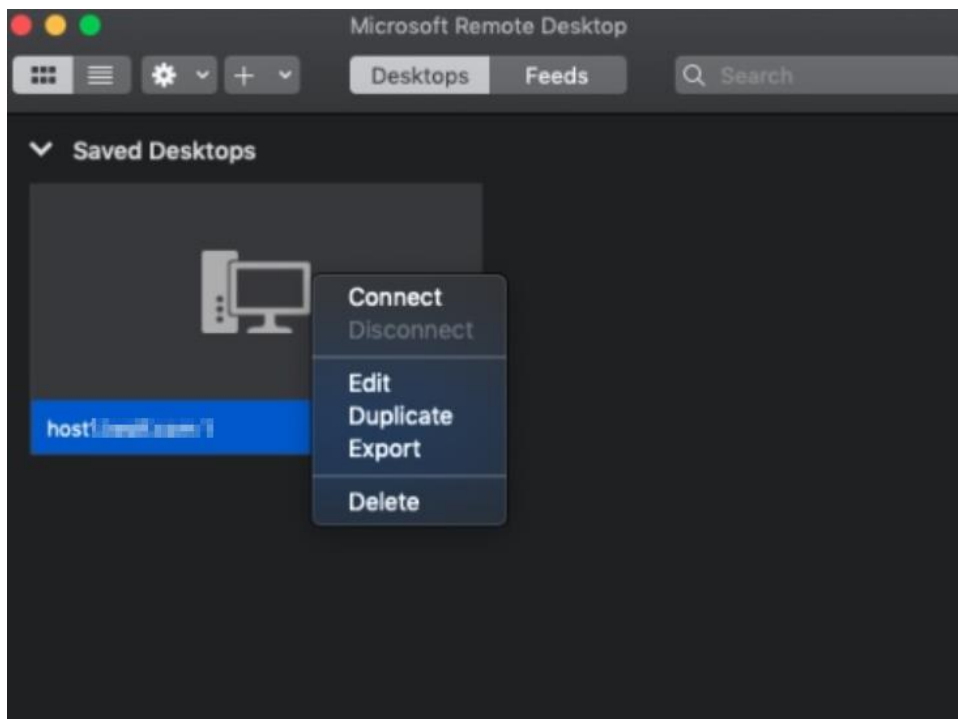 Microsoft Remote Desktop
Desktops Feeds Search
Saved Desktops
Connect
Disconnect
Edit
Duplicate
Export
Delete